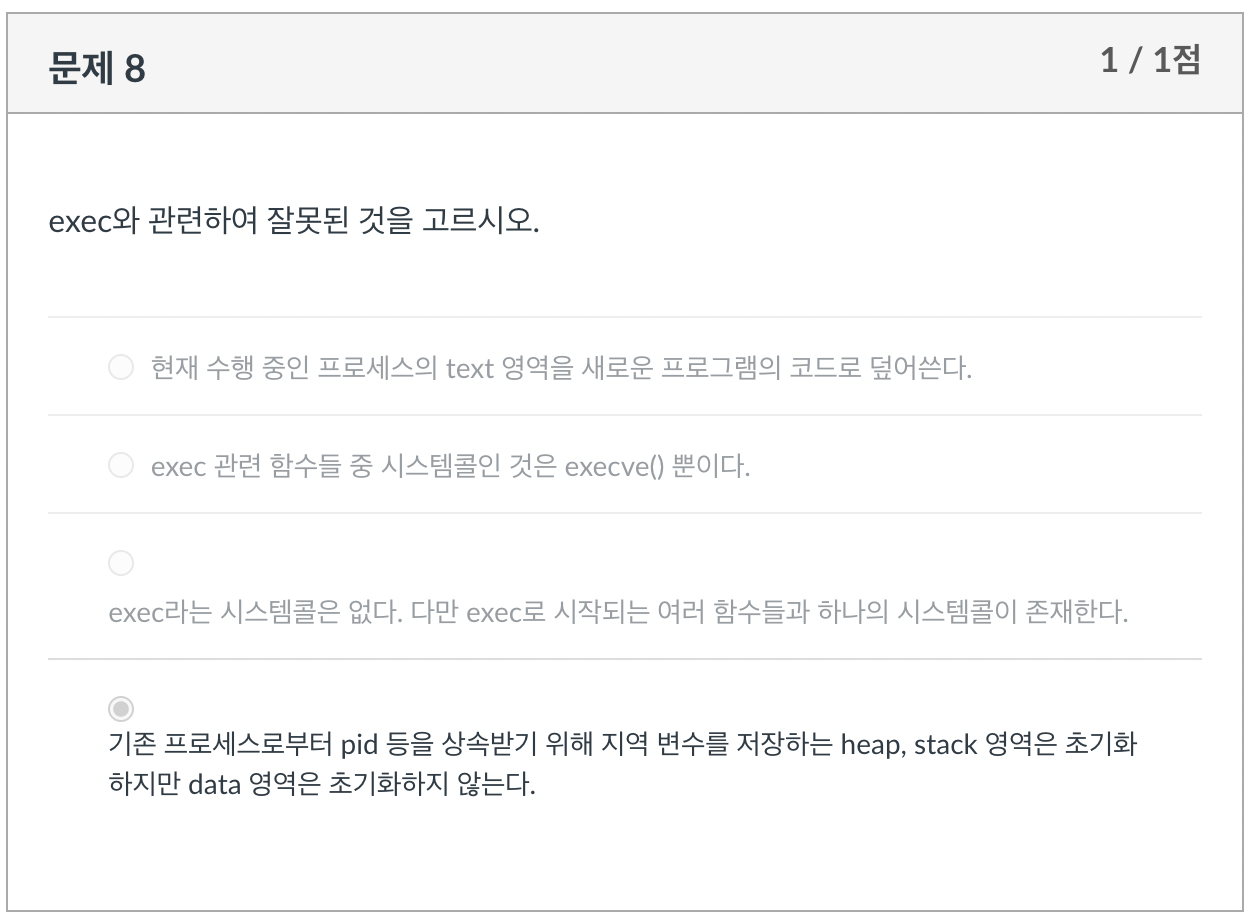 문제 8
1 / 1점
exec와 관련하여 잘못된 것을 고르시오.
현재 수행 중인 프로세스의 text 영역을 새로운 프로그램의 코드로 덮어쓴다.
exec 관련 함수들 중 시스템콜인 것은 execve() 뿐이다.
exec라는 시스템콜은 없다. 다만 exec로 시작되는 여러 함수들과 하나의 시스템콜이 존재한다.
기존 프로세스로부터 pid 등을 상속받기 위해 지역 변수를 저장하는 heap, stack 영역은 초기화
하지만 data 영역은 초기화하지 않는다.